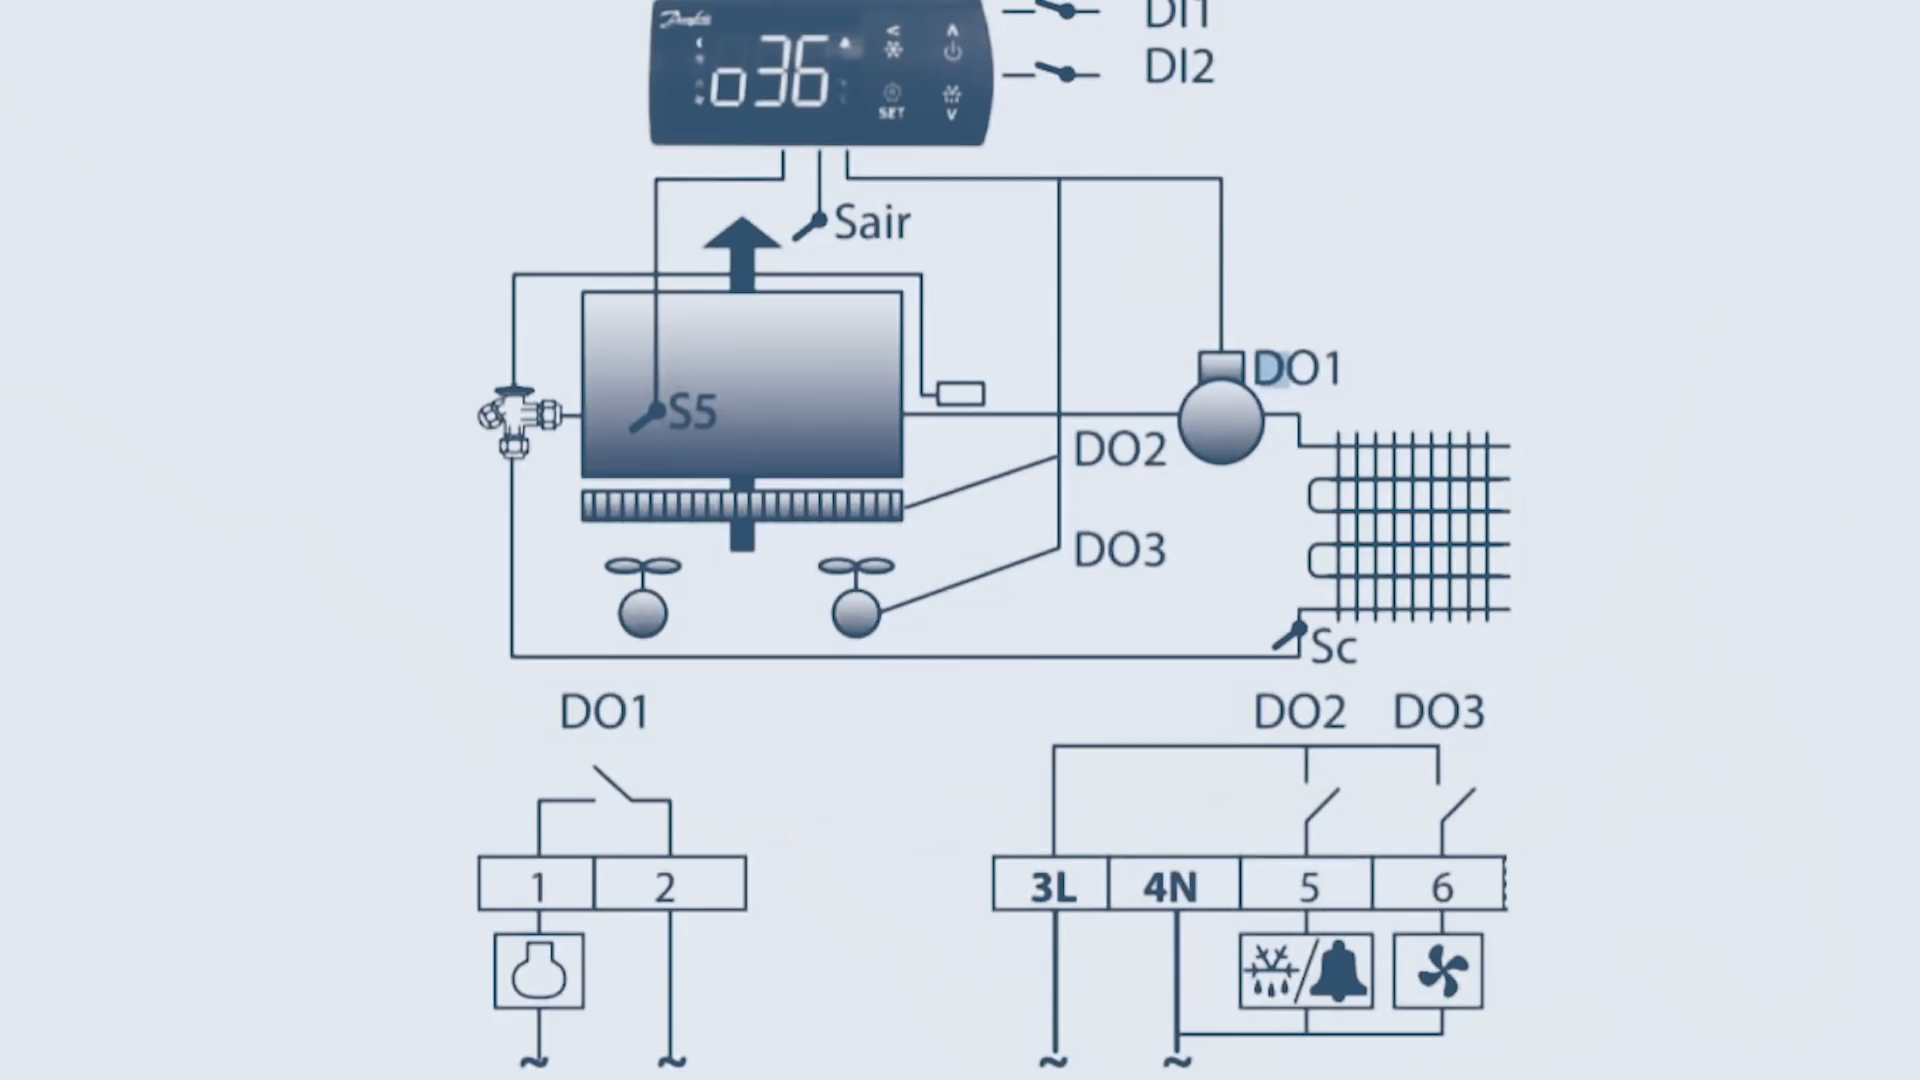 Danfoss
o36
SET
DI1
DI2
Sair
S5
DO1
DO2
DO3
Sc
DO1
DO2 DO3
1 2
3L 4N 5 6